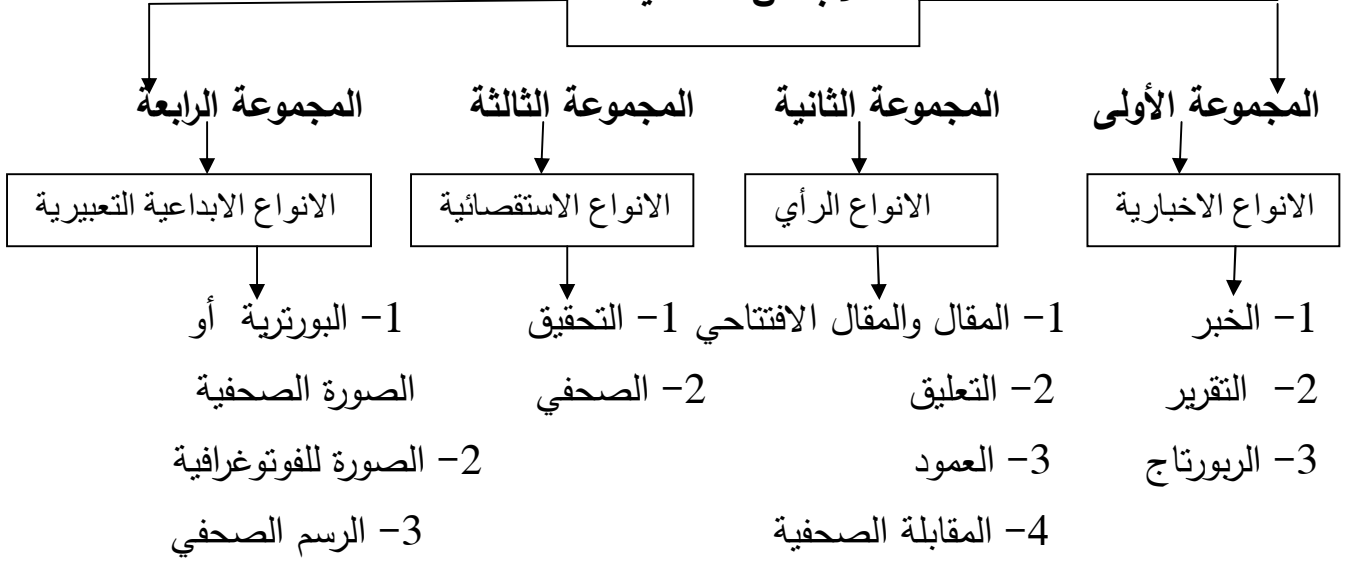 المجموعة الأولى
المجموعة الثانية
المجموعة الثالثة
المجموعة الرابعة
الانواع الاخبارية
الانواع الرأي
الانواع الاستقصائية
الانواع الابداعية التعبيرية
1- الخبر
2- التقرير
3- الربورتاج
1- المقال والمقال الافتتاحي
2- التعليق
3- العمود
4- المقابلة الصحفية
1- التحقيق
2- الصحفي
1- البورترية أو
الصورة الصحفية
2- الصورة للفوتوغرافية
3- الرسم الصحفي